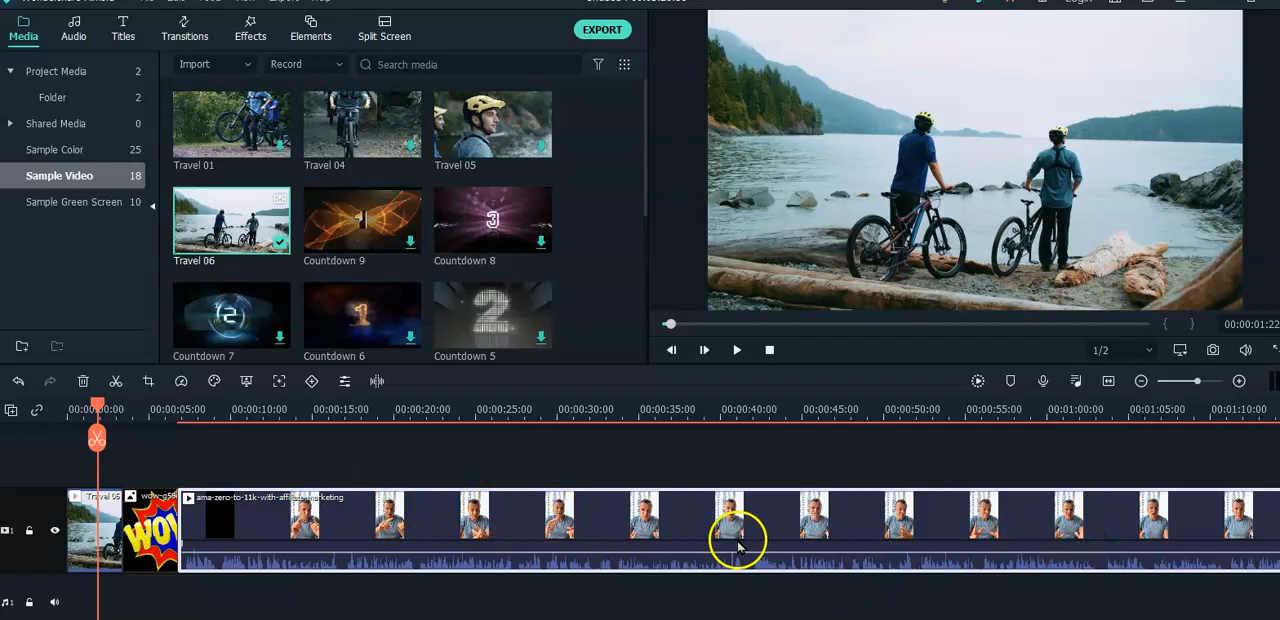 Media
Audio
Titles
Transitions
Effects
Elements
Split Screen
EXPORT
Project Media 2
Folder 2
Shared Media 0
Sample Color 25
Sample Video 18
Sample Green Screen 10
Import
Record
Search media
Travel 01
Travel 04
Travel 05
Travel 06
Countdown 9
Countdown 8
Countdown 7
Countdown 6
Countdown 5
00:00:01:22
1/2
00:00:00:00
00:00:05:00
00:00:10:00
00:00:15:00
00:00:20:00
00:00:25:00
00:00:30:00
00:00:35:00
00:00:40:00
00:00:45:00
00:00:50:00
00:00:55:00
00:01:00:00
00:01:05:00
00:01:10:00
Travel 06
WOW
ama-zero-to-11k-with-affiliate-marketing
1
1